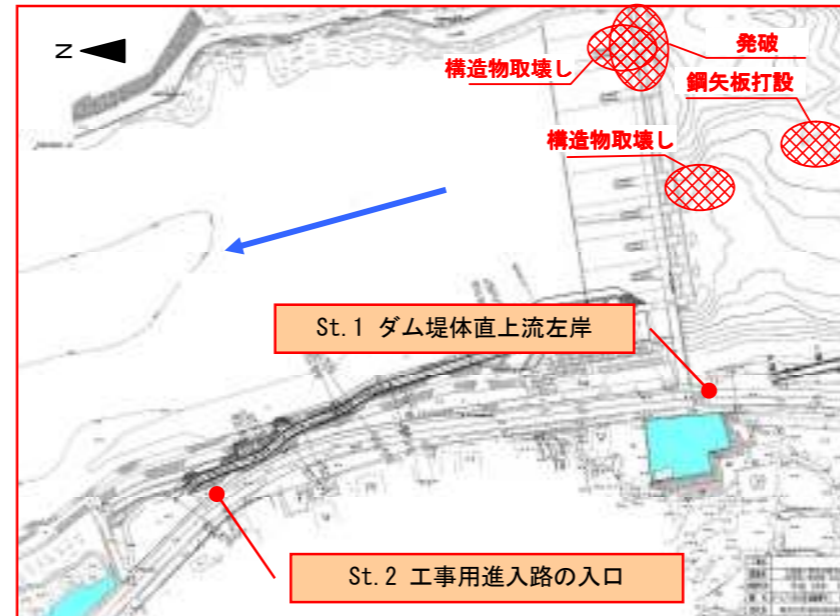 N
発破
構造物取壊し
鋼矢板打設
構造物取壊し
St.1 ダム堤体直上流左岸
St.2 工事用進入路の入口